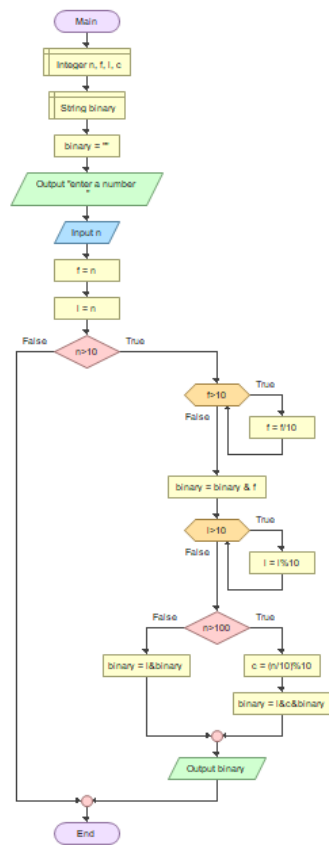 Main
Integer n, f, l, c
String binary
binary = ""
Output "enter a number
"
Input n
f = n
l = n
False
True
n>10
f>10
True
False
f = f/10
binary = binary & f
l>10
True
False
l = l%10
False
True
n>100
binary = l&binary
c = (n/10)%10
binary = l&c&binary
Output binary
End